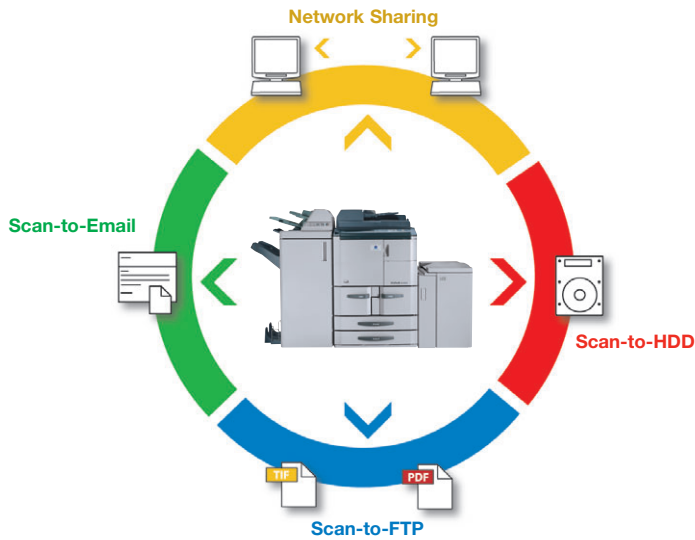 Network Sharing
Scan-to-Email
Scan-to-HDD
TIF
PDF
Scan-to-FTP